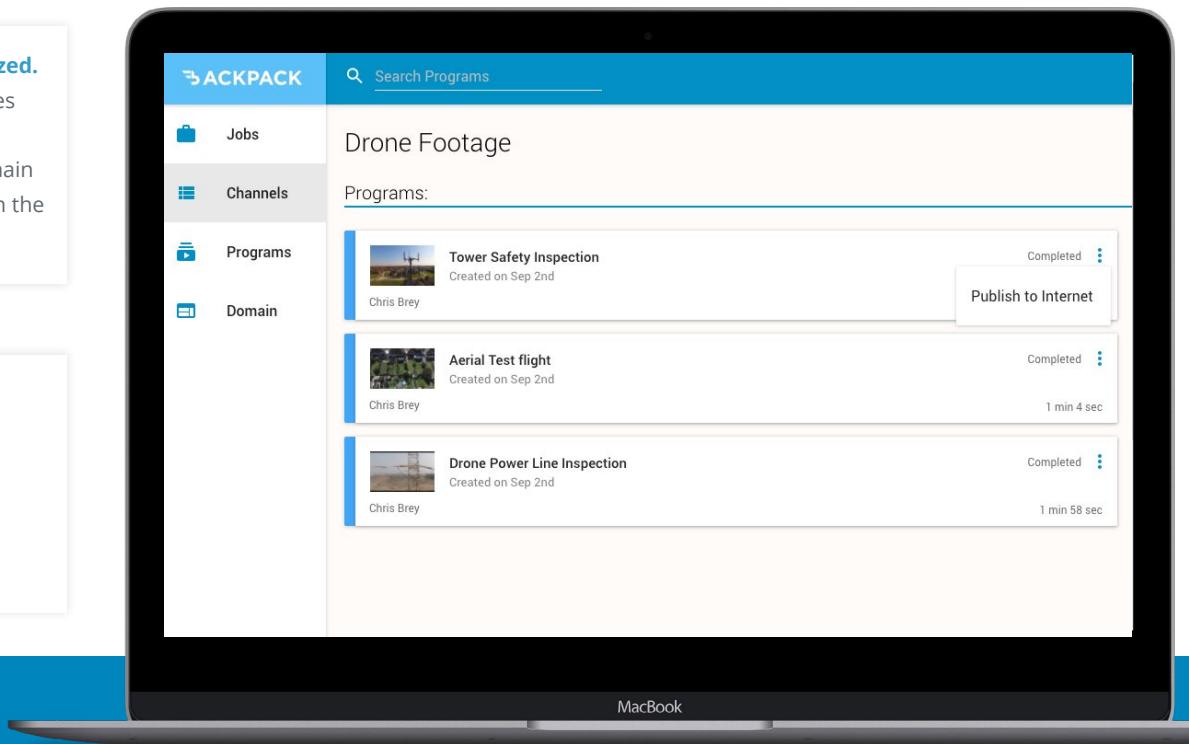 zed.
es
nain
n the
BACKPACK
Search Programs
Jobs
Channels
Programs
Domain
Drone Footage
Programs:
Tower Safety Inspection
Created on Sep 2nd
Chris Brey
Completed
Publish to Internet
Aerial Test flight
Created on Sep 2nd
Chris Brey
Completed
1 min 4 sec
Drone Power Line Inspection
Created on Sep 2nd
Chris Brey
Completed
1 min 58 sec
MacBook